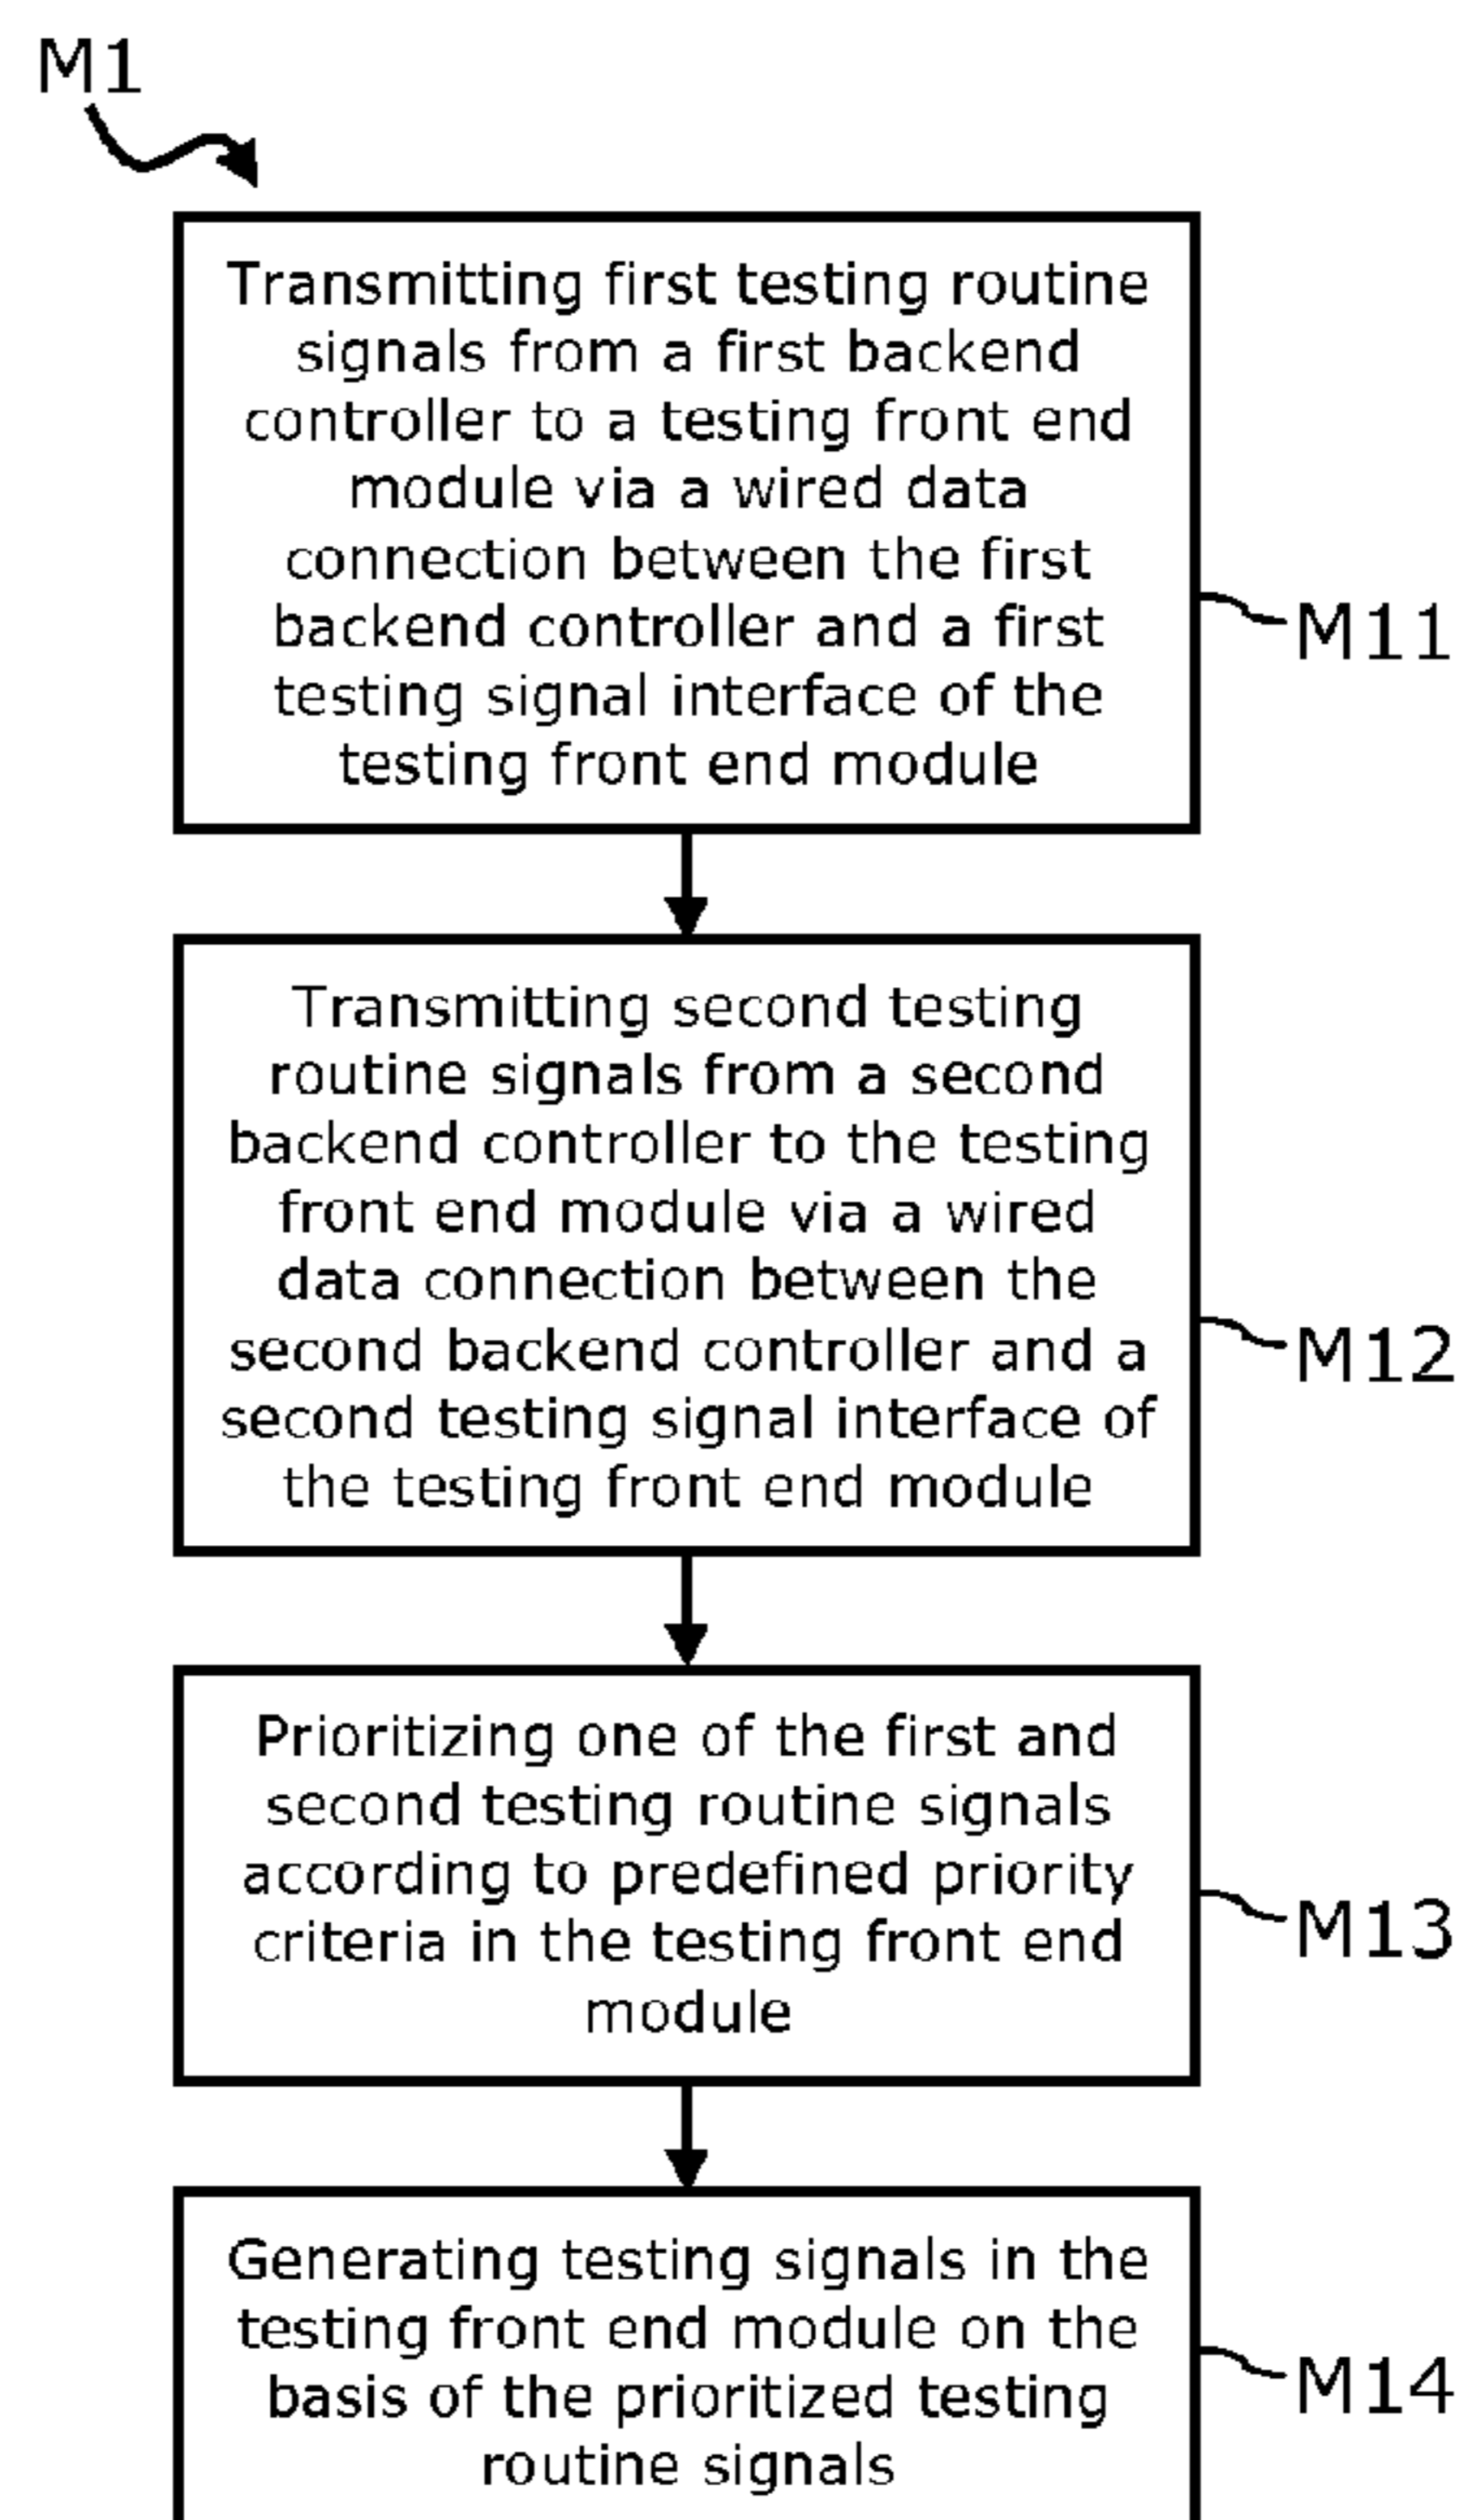 M1
Transmitting first testing routine
signals from a first backend
controller to a testing front end
module via a wired data
connection between the first
backend controller and a first
testing signal interface of the
testing front end module
M11
Transmitting second testing
routine signals from a second
backend controller to the testing
front end module via a wired
data connection between the
second backend controller and a
second testing signal interface of
the testing front end module
M12
Prioritizing one of the first and
second testing routine signals
according to predefined priority
criteria in the testing front end
module
M13
Generating testing signals in the
testing front end module on the
basis of the prioritized testing
routine signals
M14